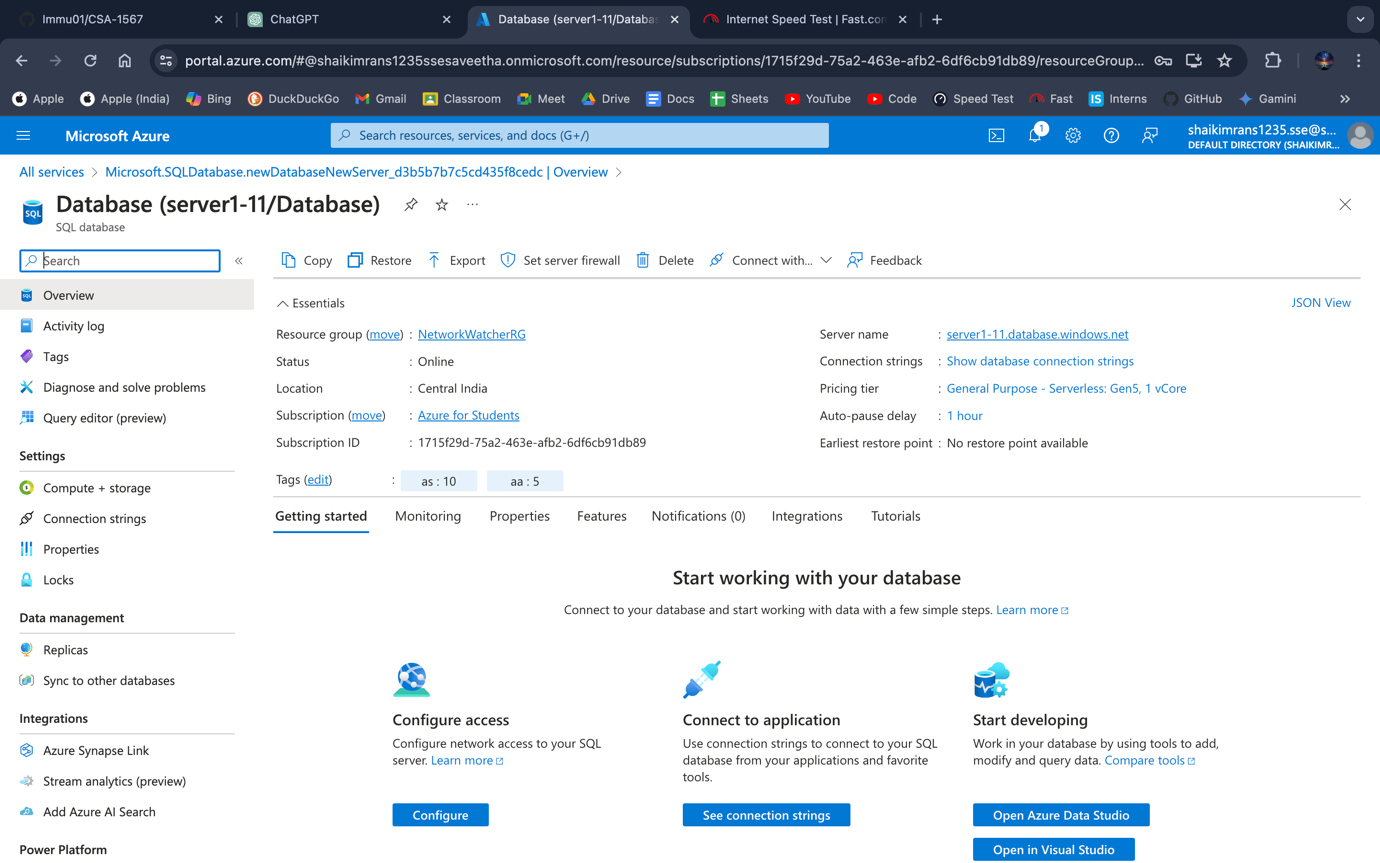 Immu01/CSA-1567
ChatGPT
Database (server1-11/Databas
Internet Speed Test | Fast.con
portal.azure.com/#@shaikimrans1235ssesaveetha.onmicrosoft.com/resource/subscriptions/1715f29d-75a2-463e-afb2-6df6cb91db89/resourceGroup...
Apple
Apple (India)
Bing
DuckDuckGo
Gmail
Classroom
Meet
Drive
Docs
Sheets
YouTube
Code
Speed Test
Fast
IS Interns
GitHub
Gamini
Microsoft Azure
Search resources, services, and docs (G+/)
1
shaikimrans1235.sse@s...
DEFAULT DIRECTORY (SHAIKIMR...
All services > Microsoft.SQLDatabase.newDatabaseNewServer_d3b5b7b7c5cd435f8cedc | Overview >
SQL
Database (server1-11/Database)
...
SQL database
Search
Overview
Activity log
Tags
Diagnose and solve problems
Query editor (preview)
Settings
Compute + storage
Connection strings
Properties
Locks
Data management
Replicas
Sync to other databases
Integrations
Azure Synapse Link
Stream analytics (preview)
Add Azure AI Search
Power Platform
Copy
Restore
Export
Set server firewall
Delete
Connect with...
Feedback
Essentials
JSON View
Resource group (move) : NetworkWatcherRG
Status : Online
Location : Central India
Subscription (move) : Azure for Students
Subscription ID : 1715f29d-75a2-463e-afb2-6df6cb91db89
Server name : server1-11.database.windows.net
Connection strings : Show database connection strings
Pricing tier : General Purpose - Serverless: Gen5, 1 vCore
Auto-pause delay : 1 hour
Earliest restore point : No restore point available
Tags (edit) : as : 10 aa : 5
Getting started
Monitoring
Properties
Features
Notifications (0)
Integrations
Tutorials
Start working with your database
Connect to your database and start working with data with a few simple steps. Learn more
Configure access
Configure network access to your SQL
server. Learn more
Configure
Connect to application
Use connection strings to connect to your SQL
database from your applications and favorite
tools.
See connection strings
Start developing
Work in your database by using tools to add,
modify and query data. Compare tools
Open Azure Data Studio
Open in Visual Studio